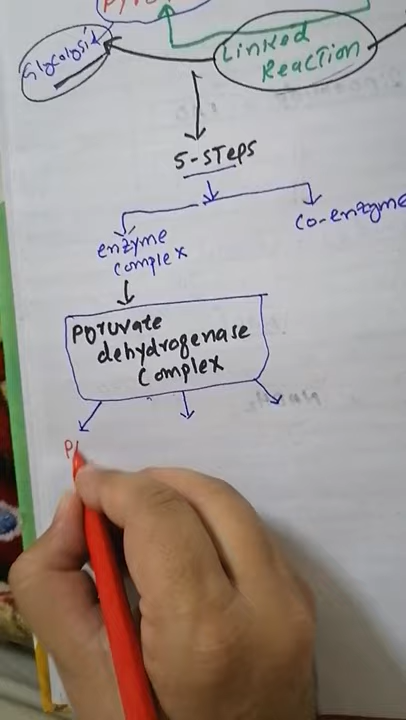 Glycolysis
Linked
Reaction
5-steps
enzyme
complex
co-enzyme
Pyruvate
dehydrogenase
Complex